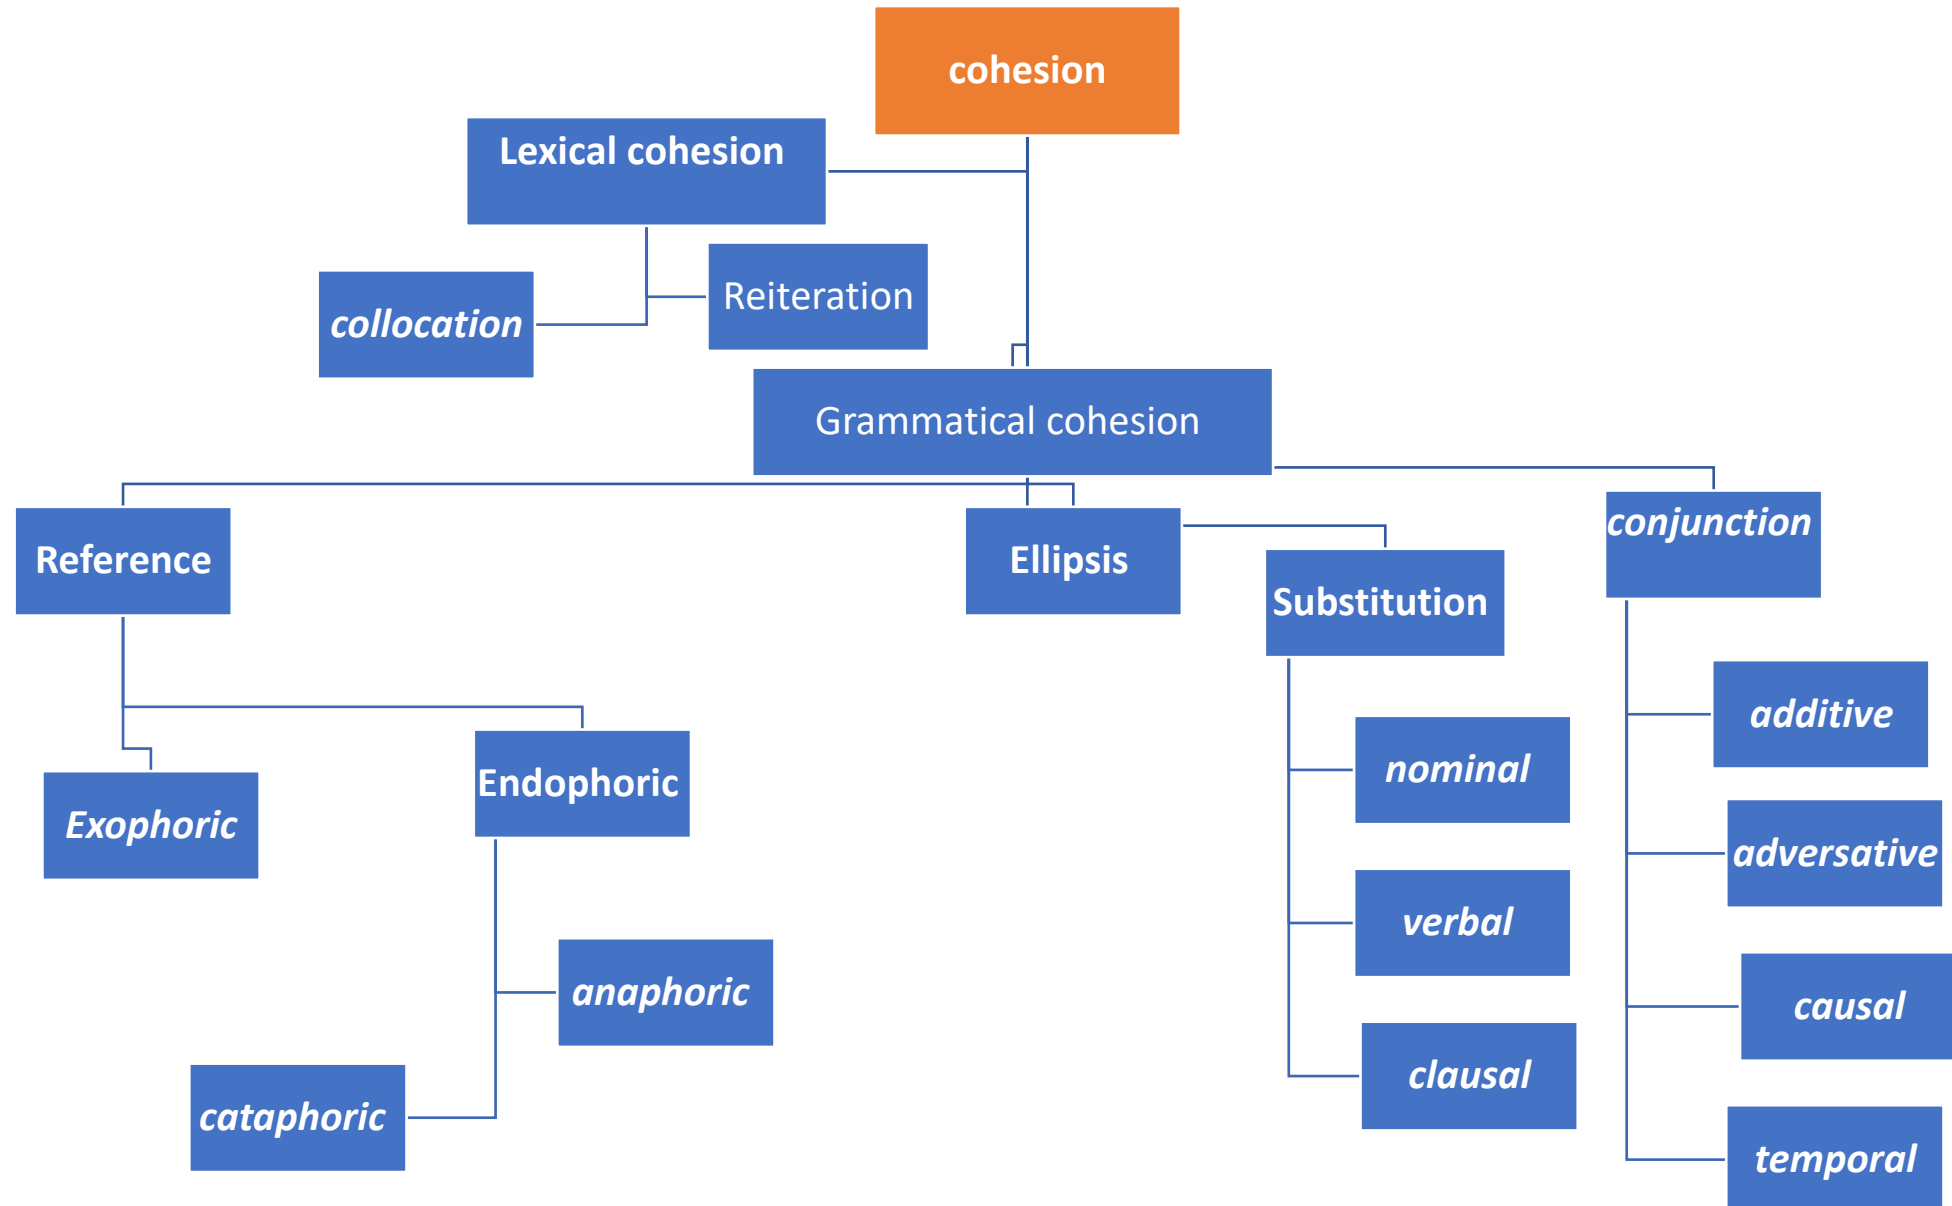 cohesion
Lexical cohesion
Reiteration
collocation
Grammatical cohesion
Reference
Ellipsis
Substitution
conjunction
Exophoric
Endophoric
anaphoric
cataphoric
nominal
verbal
clausal
additive
adversative
causal
temporal